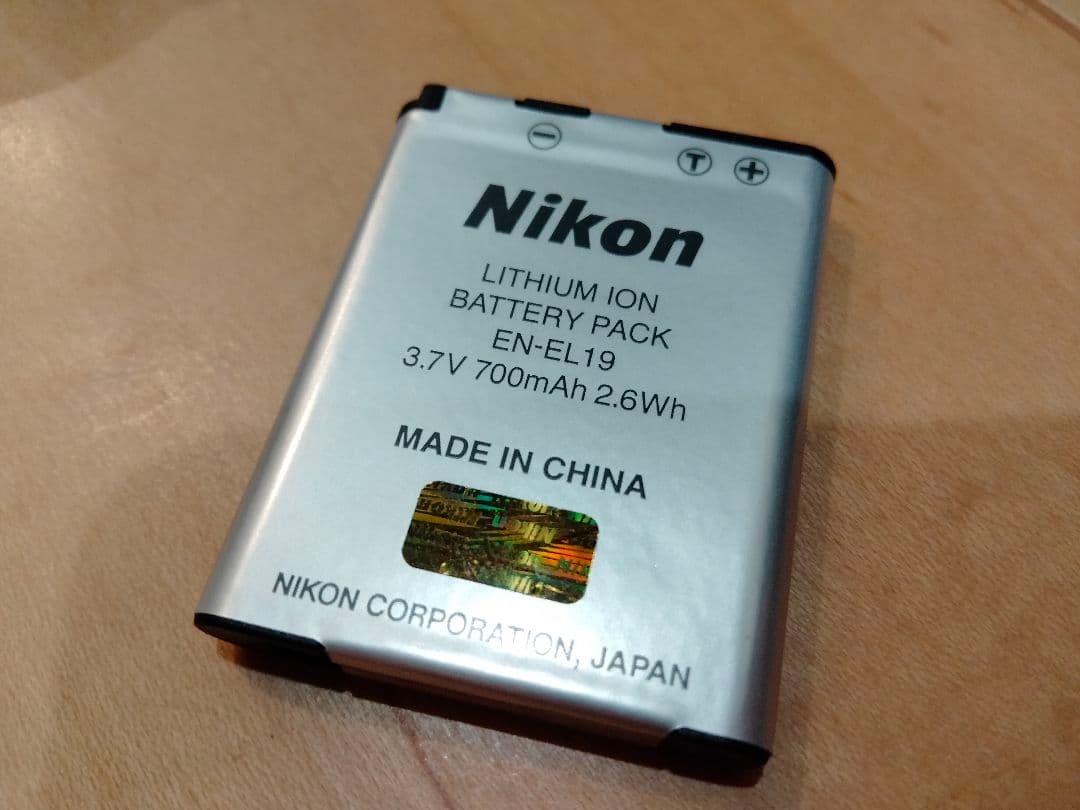 − T +
Nikon
LITHIUM ION
BATTERY PACK
EN-EL19
3.7V 700mAh 2.6Wh
MADE IN CHINA
NIKON CORPORATION, JAPAN